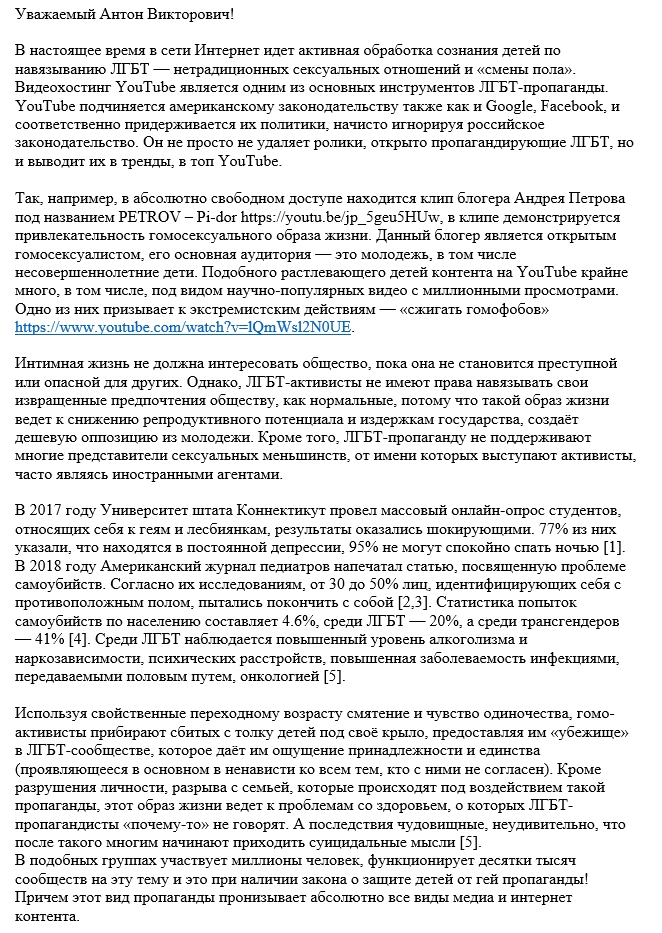 Уважаемый Антон Викторович!
В настоящее время в сети Интернет идет активная обработка сознания детей по
навязыванию ЛГБТ — нетрадиционных сексуальных отношений и «смены пола».
Видеохостинг YouTube является одним из основных инструментов ЛГБТ-пропаганды.
YouTube подчиняется американскому законодательству также как и Google, Facebook, и
соответственно придерживается их политики, начисто игнорируя российское
законодательство. Он не просто не удаляет ролики, открыто пропагандирующие ЛГБТ, но
и выводит их в тренды, в топ YouTube.
Так, например, в абсолютно свободном доступе находится клип блогера Андрея Петрова
под названием PETROV – Pi-dor https://youtu.be/jp_5geu5HUw, в клипе демонстрируется
привлекательность гомосексуального образа жизни. Данный блогер является открытым
гомосексуалистом, его основная аудитория — это молодежь, в том числе
несовершеннолетние дети. Подобного растлевающего детей контента на YouTube крайне
много, в том числе, под видом научно-популярных видео с миллионными просмотрами.
Одно из них призывает к экстремистским действиям — «сжигать гомофобов»
https://www.youtube.com/watch?v=lQmWsl2N0UE.
Интимная жизнь не должна интересовать общество, пока она не становится преступной
или опасной для других. Однако, ЛГБТ-активисты не имеют права навязывать свои
извращенные предпочтения обществу, как нормальные, потому что такой образ жизни
ведет к снижению репродуктивного потенциала и издержкам государства, создаёт
дешевую оппозицию из молодежи. Кроме того, ЛГБТ-пропаганду не поддерживают
многие представители сексуальных меньшинств, от имени которых выступают активисты,
часто являясь иностранными агентами.
В 2017 году Университет штата Коннектикут провел массовый онлайн-опрос студентов,
относящих себя к геям и лесбиянкам, результаты оказались шокирующими. 77% из них
указали, что находятся в постоянной депрессии, 95% не могут спокойно спать ночью [1].
В 2018 году Американский журнал педиатров напечатал статью, посвященную проблеме
самоубийств. Согласно их исследованиям, от 30 до 50% лиц, идентифицирующих себя с
противоположным полом, пытались покончить с собой [2,3]. Статистика попыток
самоубийств по населению составляет 4.6%, среди ЛГБТ — 20%, а среди трансгендеров
— 41% [4]. Среди ЛГБТ наблюдается повышенный уровень алкоголизма и
наркозависимости, психических расстройств, повышенная заболеваемость инфекциями,
передаваемыми половым путем, онкологией [5].
Используя свойственные переходному возрасту смятение и чувство одиночества, гомо-
активисты прибирают сбитых с толку детей под своё крыло, предоставляя им «убежище»
в ЛГБТ-сообществе, которое даёт им ощущение принадлежности и единства
(проявляющееся в основном в ненависти ко всем тем, кто с ними не согласен). Кроме
разрушения личности, разрыва с семьей, которые происходят под воздействием такой
пропаганды, этот образ жизни ведет к проблемам со здоровьем, о которых ЛГБТ-
пропагандисты «почему-то» не говорят. А последствия чудовищные, неудивительно, что
после такого многим начинают приходить суицидальные мысли [5].
В подобных группах участвует миллионы человек, функционирует десятки тысяч
сообществ на эту тему и это при наличии закона о защите детей от гей пропаганды!
Причем этот вид пропаганды пронизывает абсолютно все виды медиа и интернет
контента.